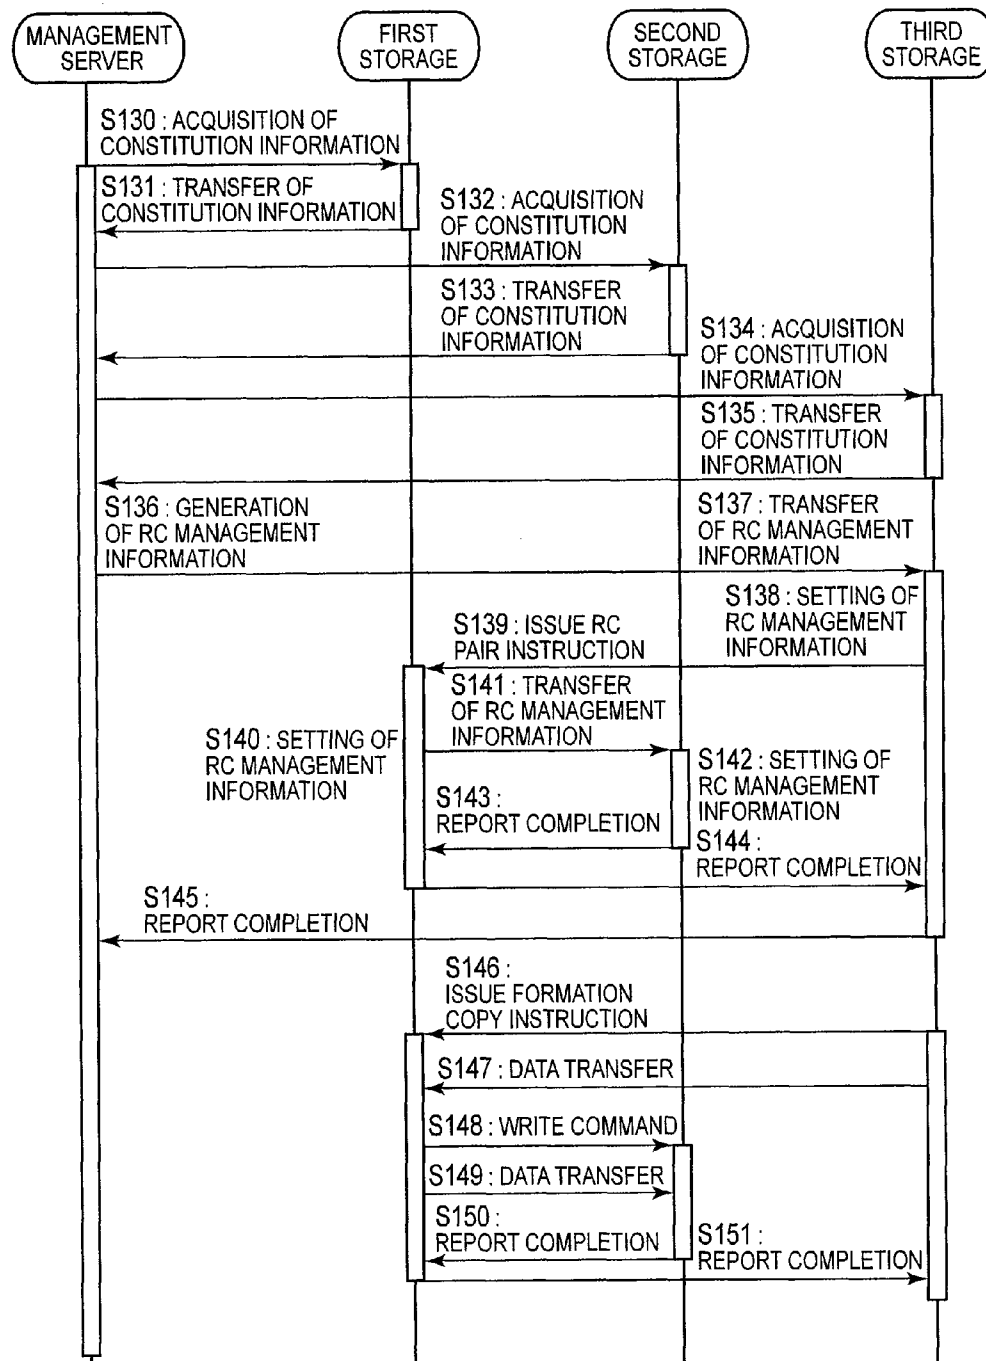 MANAGEMENT
SERVER
FIRST
STORAGE
SECOND
STORAGE
THIRD
STORAGE
S130 : ACQUISITION OF
CONSTITUTION INFORMATION
S131 : TRANSFER OF
CONSTITUTION INFORMATION
S132 : ACQUISITION
OF CONSTITUTION
INFORMATION
S133 : TRANSFER
OF CONSTITUTION
INFORMATION
S134 : ACQUISITION
OF CONSTITUTION
INFORMATION
S135 : TRANSFER
OF CONSTITUTION
INFORMATION
S136 : GENERATION
OF RC MANAGEMENT
INFORMATION
S137 : TRANSFER
OF RC MANAGEMENT
INFORMATION
S138 : SETTING OF
RC MANAGEMENT
INFORMATION
S139 : ISSUE RC
PAIR INSTRUCTION
S140 : SETTING OF
RC MANAGEMENT
INFORMATION
S141 : TRANSFER
OF RC MANAGEMENT
INFORMATION
S142 : SETTING OF
RC MANAGEMENT
INFORMATION
S143 :
REPORT COMPLETION
S144 :
REPORT COMPLETION
S145 :
REPORT COMPLETION
S146 :
ISSUE FORMATION
COPY INSTRUCTION
S147 : DATA TRANSFER
S148 : WRITE COMMAND
S149 : DATA TRANSFER
S150 :
REPORT COMPLETION
S151 :
REPORT COMPLETION